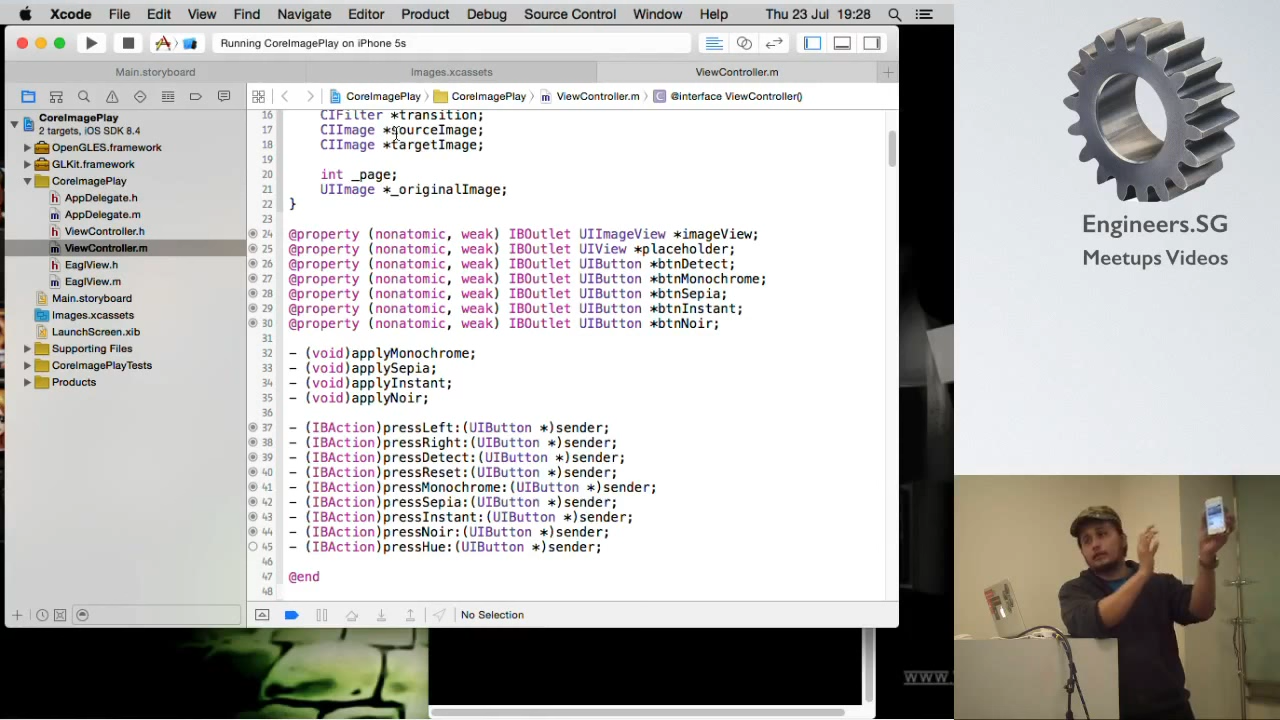 Xcode File Edit View Find Navigate Editor Product Debug Source Control Window Help Thu 23 Jul 19:28
Running CoreImagePlay on iPhone 5s
Main.storyboard Images.xcassets ViewController.m
CoreImagePlay CoreImagePlay ViewController.m @interface ViewController()
CoreImagePlay
2 targets, iOS SDK 8.4
OpenGLES.framework
GLKit.framework
CoreImagePlay
AppDelegate.h
AppDelegate.m
ViewController.h
ViewController.m
EaglView.h
EaglView.m
Main.storyboard
Images.xcassets
LaunchScreen.xib
Supporting Files
CoreImagePlayTests
Products
16 CIFilter *transition;
17 CIImage *sourceImage;
18 CIImage *targetImage;
19
20 int _page;
21 UIImage *_originalImage;
22 }
23
24 @property (nonatomic, weak) IBOutlet UIImageView *imageView;
25 @property (nonatomic, weak) IBOutlet UIView *placeholder;
26 @property (nonatomic, weak) IBOutlet UIButton *btnDetect;
27 @property (nonatomic, weak) IBOutlet UIButton *btnMonochrome;
28 @property (nonatomic, weak) IBOutlet UIButton *btnSepia;
29 @property (nonatomic, weak) IBOutlet UIButton *btnInstant;
30 @property (nonatomic, weak) IBOutlet UIButton *btnNoir;
31
32 - (void)applyMonochrome;
33 - (void)applySepia;
34 - (void)applyInstant;
35 - (void)applyNoir;
36
37 - (IBAction)pressLeft:(UIButton *)sender;
38 - (IBAction)pressRight:(UIButton *)sender;
39 - (IBAction)pressDetect:(UIButton *)sender;
40 - (IBAction)pressReset:(UIButton *)sender;
41 - (IBAction)pressMonochrome:(UIButton *)sender;
42 - (IBAction)pressSepia:(UIButton *)sender;
43 - (IBAction)pressInstant:(UIButton *)sender;
44 - (IBAction)pressNoir:(UIButton *)sender;
45 - (IBAction)pressHue:(UIButton *)sender;
46
47 @end
48
No Selection
Engineers.SG
Meetups Videos